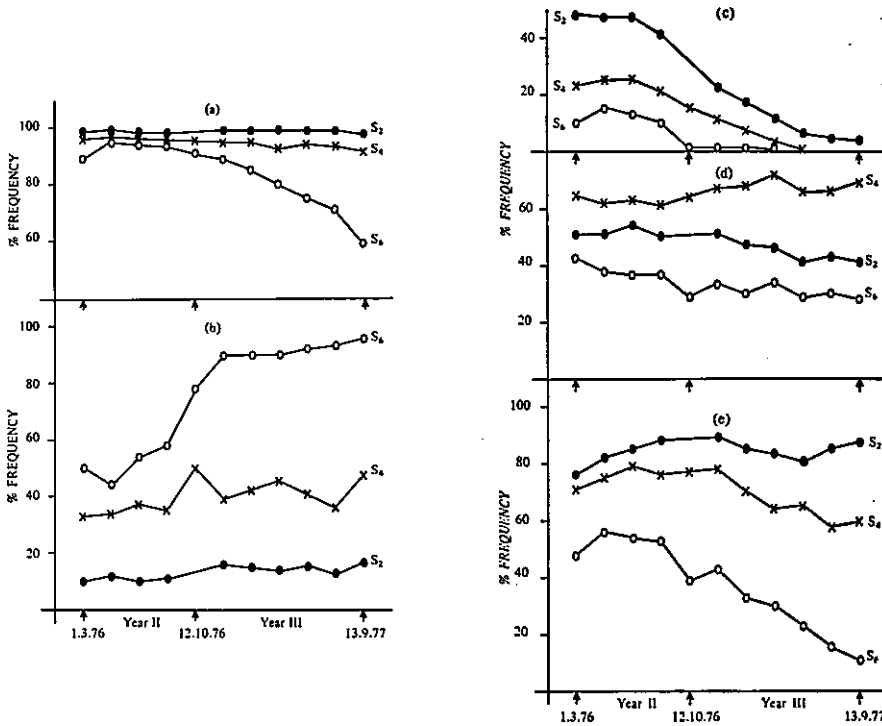 (a)
% FREQUENCY
100
80
60
S₂
S₄
S₆
(b)
% FREQUENCY
100
80
60
40
20
S₆
S₄
S₂
1.3.76 Year II 12.10.76 Year III 13.9.77
(c)
40
20
S₂
S₄
S₆
(d)
% FREQUENCY
60
40
20
S₄
S₂
S₆
(e)
% FREQUENCY
100
80
60
40
20
S₂
S₄
S₆
1.3.76 Year II 12.10.76 Year III 13.9.77